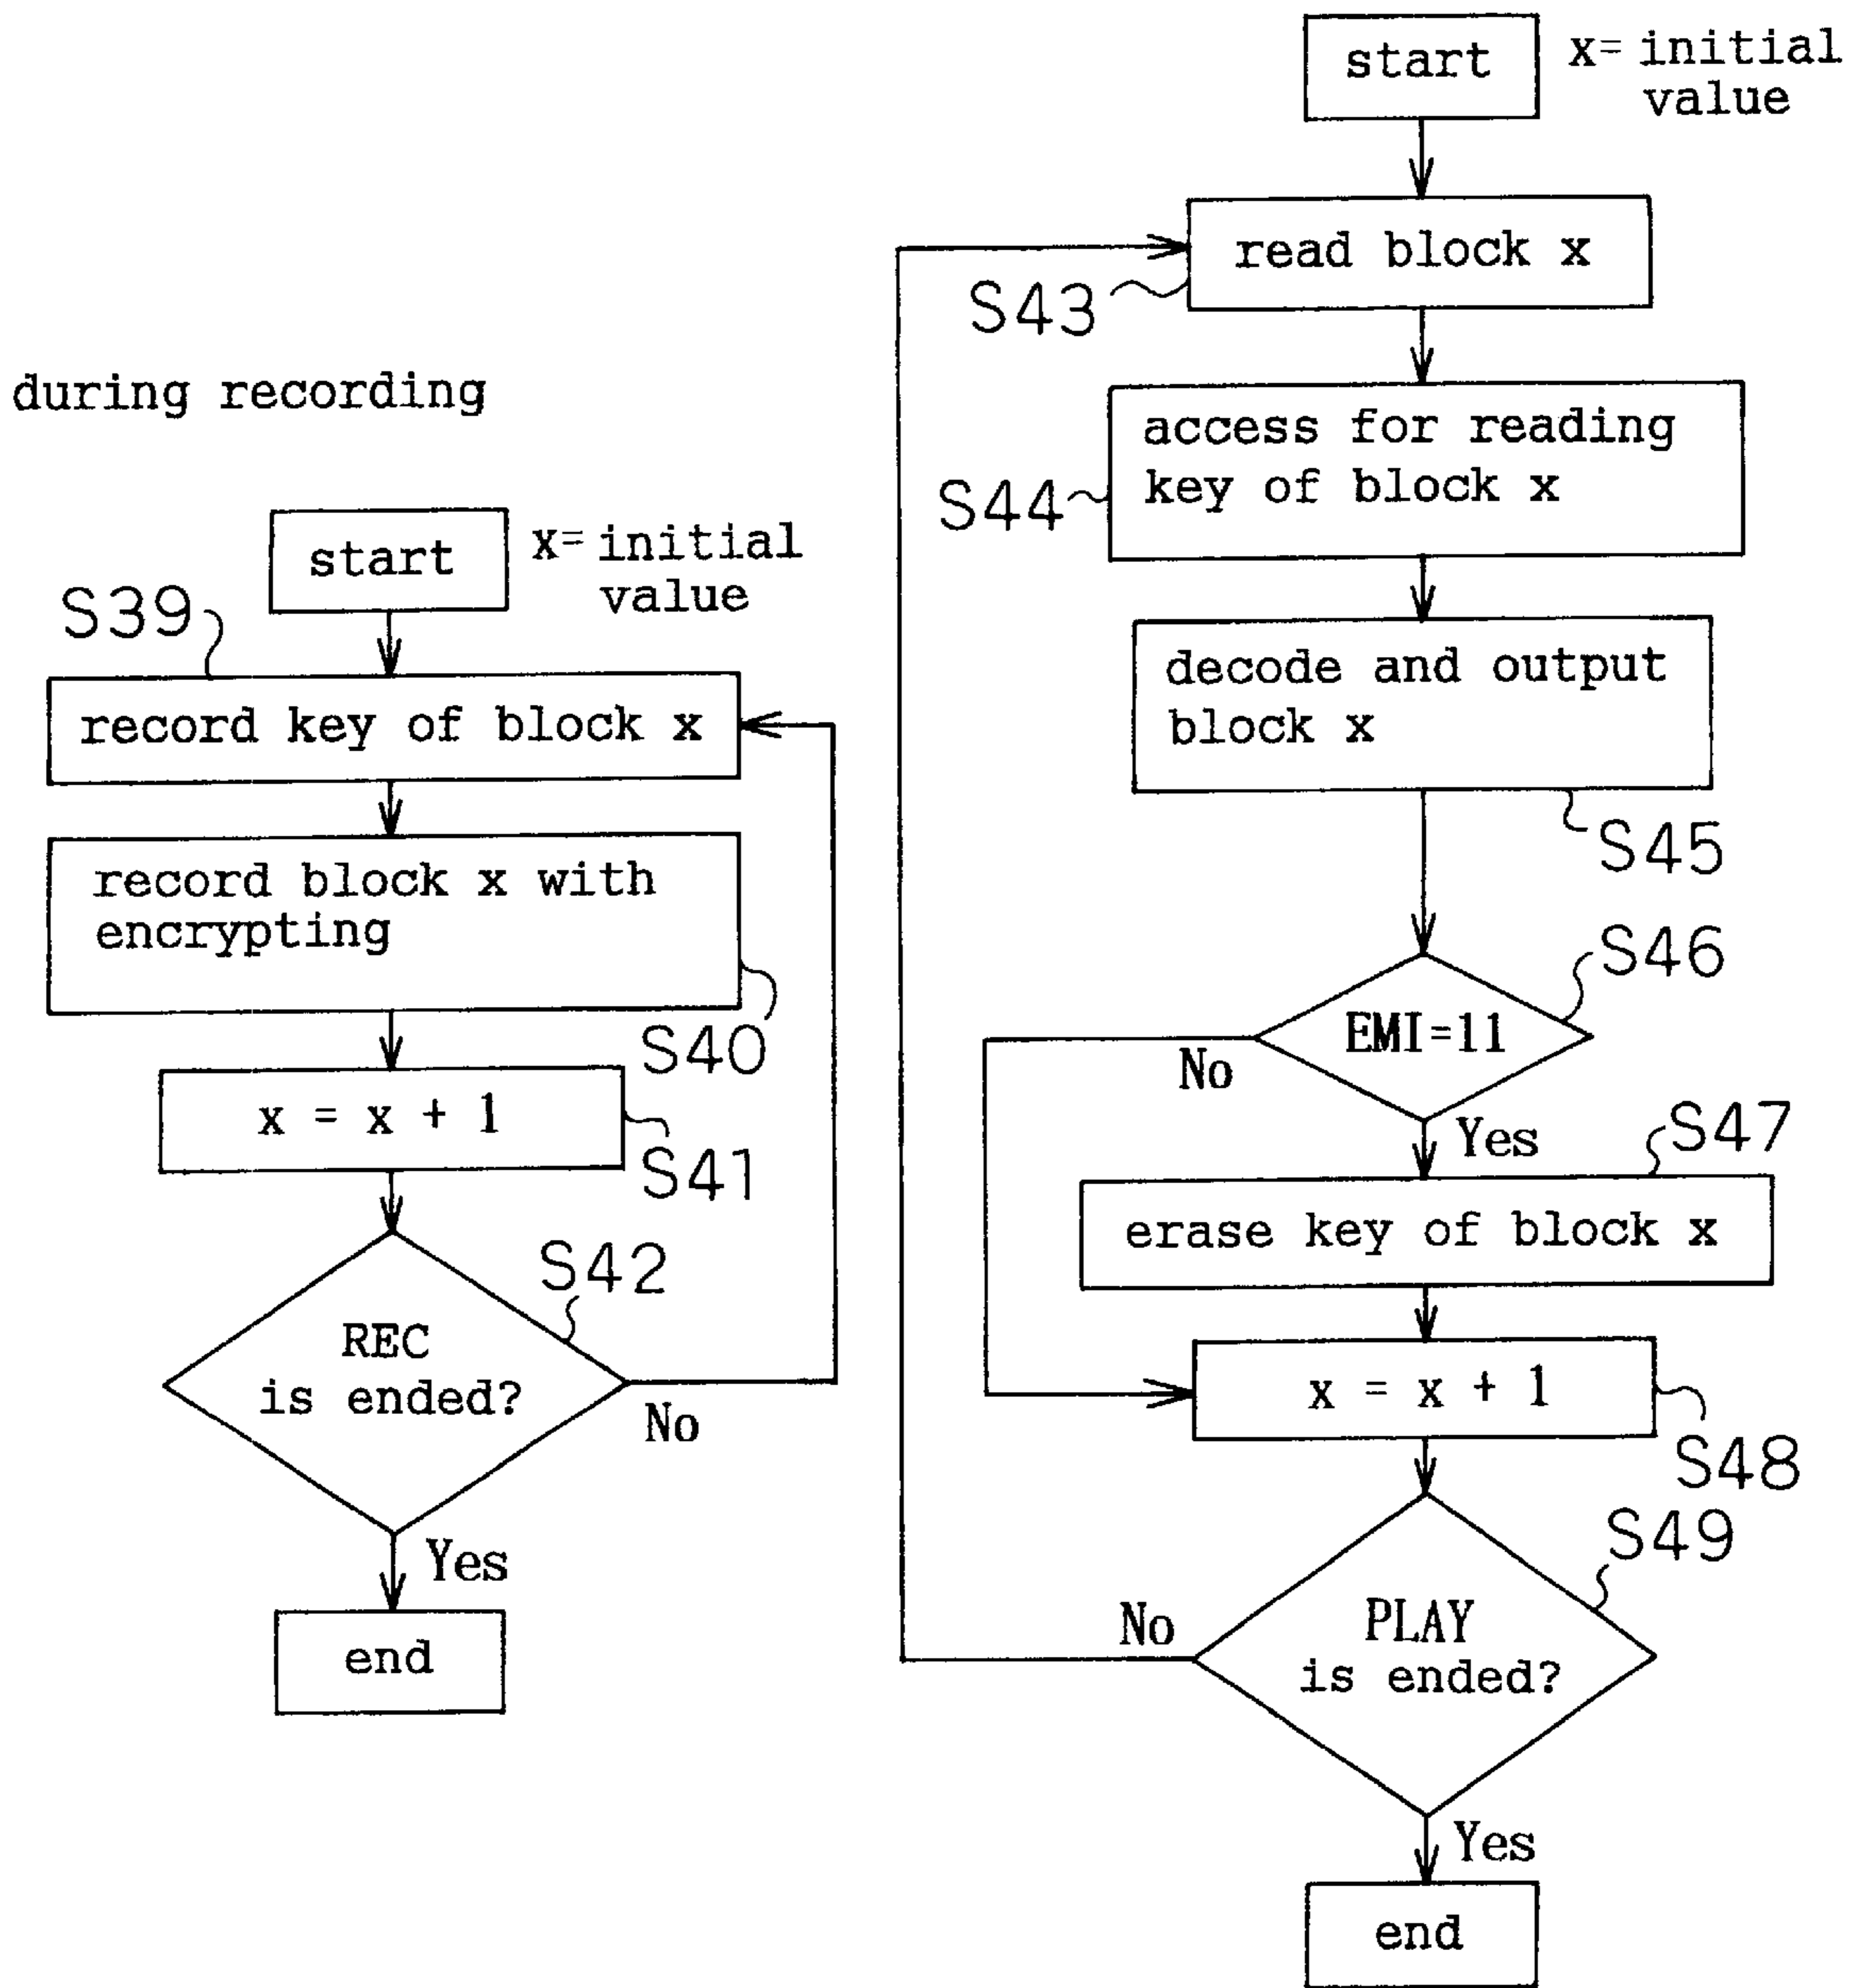 during recording
start
x= initial
value
S39
record key of block x
record block x with
encrypting
S40
x = x + 1
S41
S42
REC
is ended?
No
Yes
end
start
x= initial
value
read block x
S43
access for reading
key of block x
S44
decode and output
block x
S45
S46
EMI=11
No
Yes
S47
erase key of block x
x = x + 1
S48
S49
PLAY
is ended?
No
Yes
end